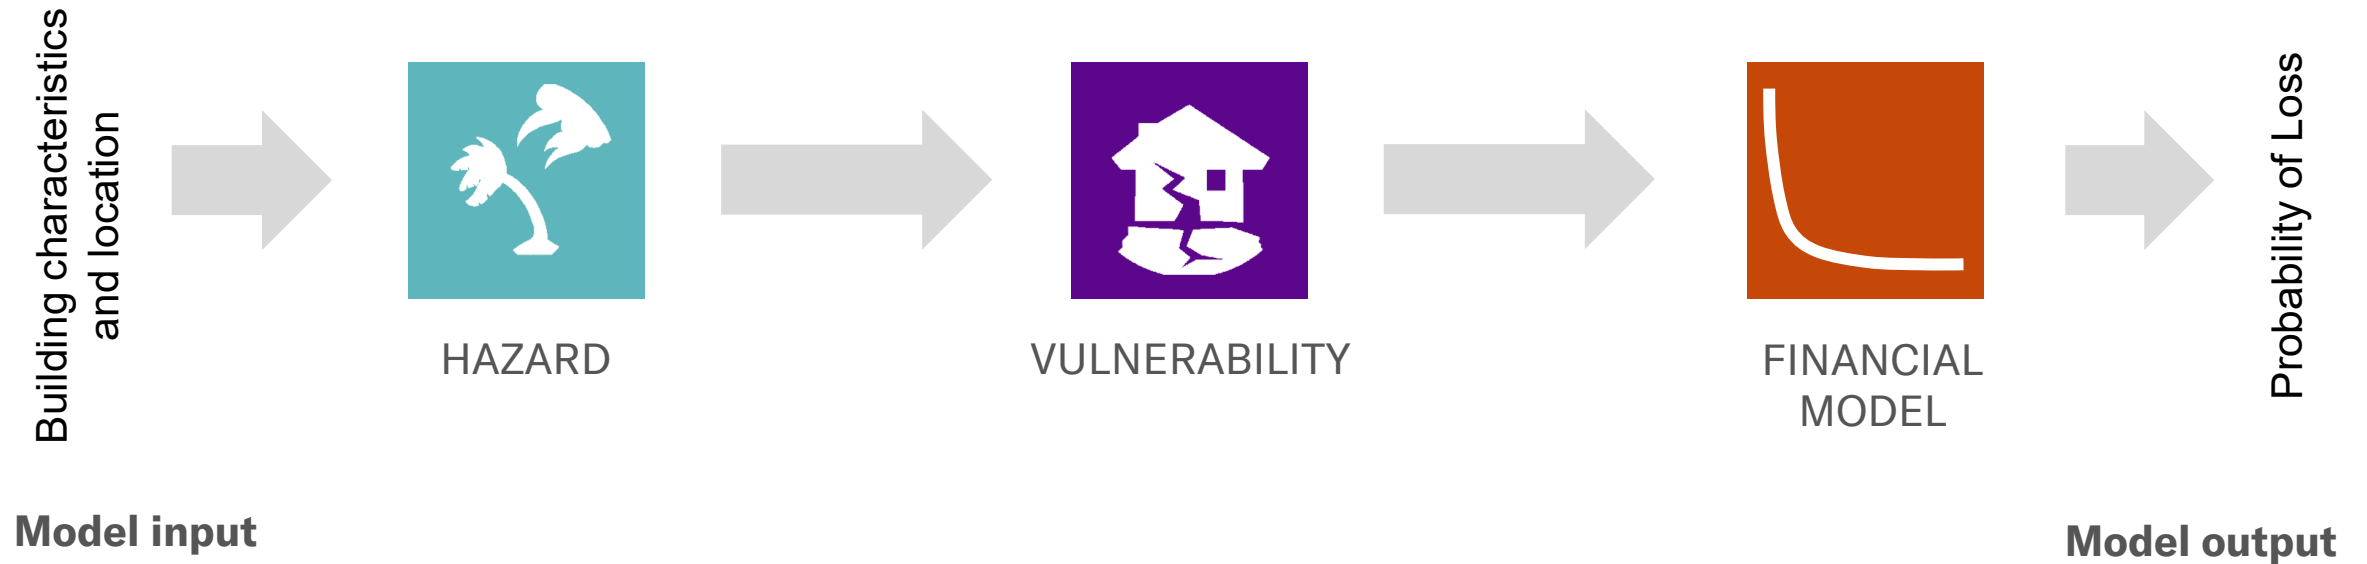 Building characteristics
and location
HAZARD
VULNERABILITY
FINANCIAL
MODEL
Probability of Loss
Model input
Model output